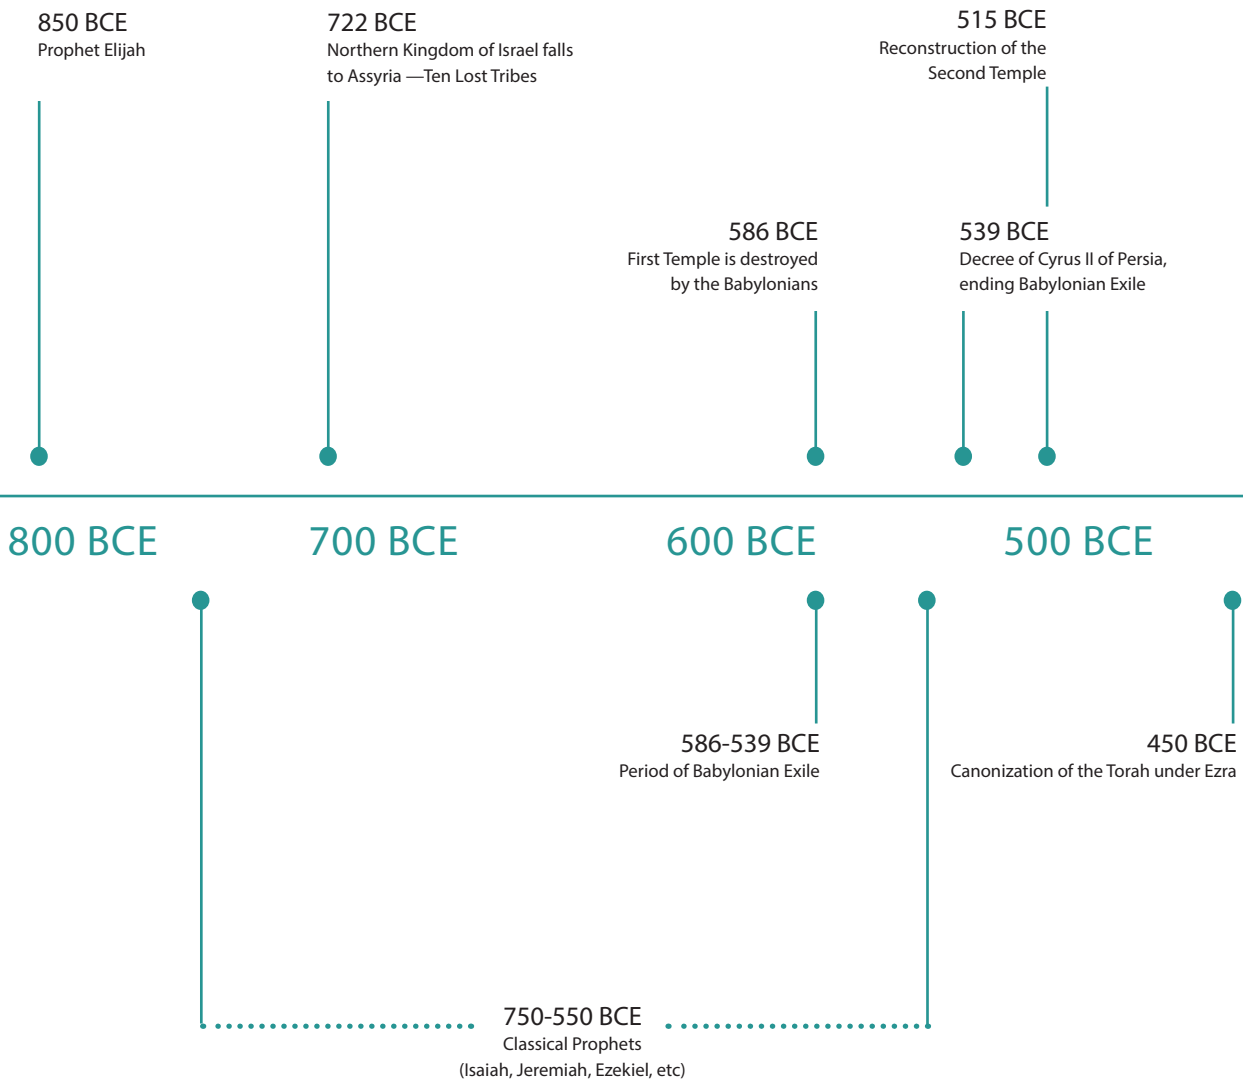 850 BCE
Prophet Elijah
722 BCE
Northern Kingdom of Israel falls
to Assyria —Ten Lost Tribes
515 BCE
Reconstruction of the
Second Temple
586 BCE
First Temple is destroyed
by the Babylonians
539 BCE
Decree of Cyrus II of Persia,
ending Babylonian Exile
800 BCE
700 BCE
600 BCE
500 BCE
586-539 BCE
Period of Babylonian Exile
450 BCE
Canonization of the Torah under Ezra
750-550 BCE
Classical Prophets
(Isaiah, Jeremiah, Ezekiel, etc)